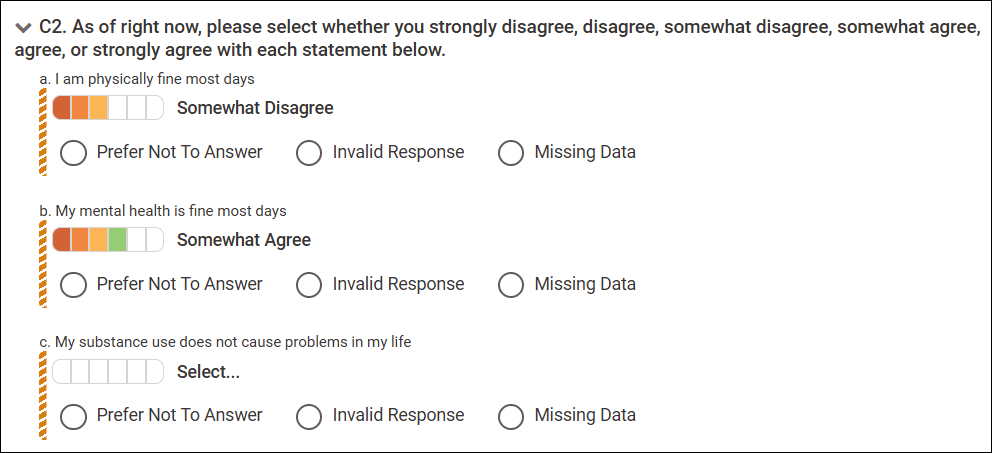 C2. As of right now, please select whether you strongly disagree, disagree, somewhat disagree, somewhat agree,
agree, or strongly agree with each statement below.
a. I am physically fine most days
Somewhat Disagree
Prefer Not To Answer Invalid Response Missing Data
b. My mental health is fine most days
Somewhat Agree
Prefer Not To Answer Invalid Response Missing Data
c. My substance use does not cause problems in my life
Select...
Prefer Not To Answer Invalid Response Missing Data